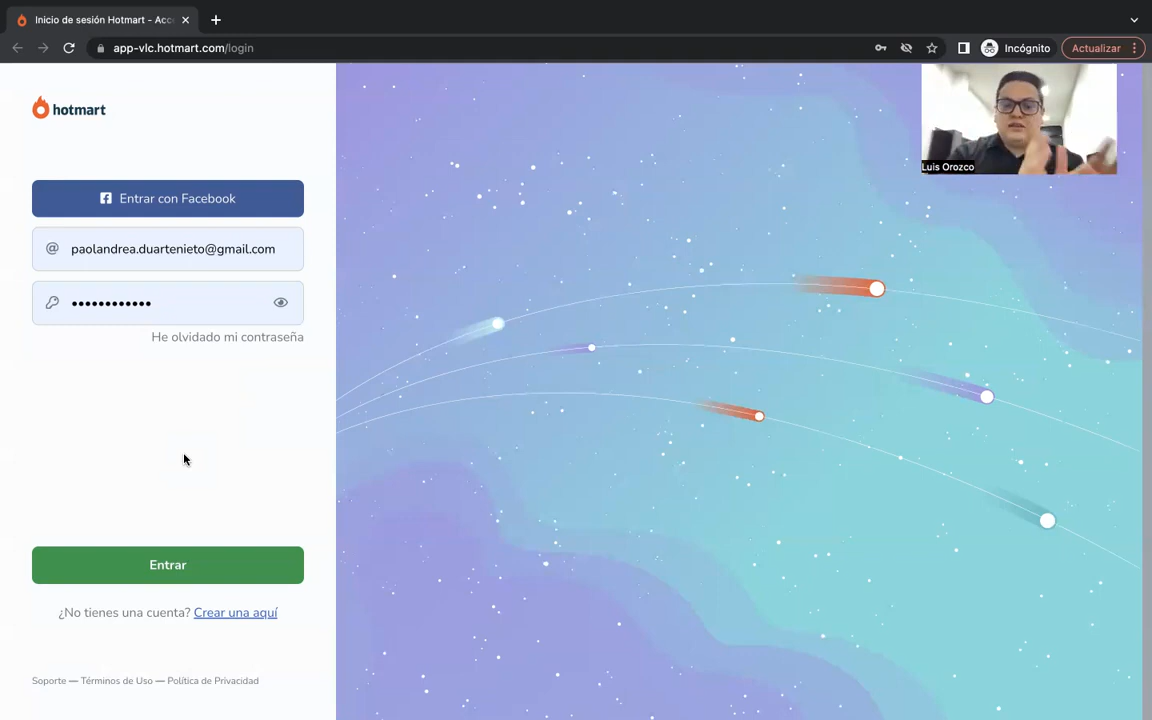 Inicio de sesión Hotmart - Acc
app-vlc.hotmart.com/login
Incógnito
Actualizar
hotmart
Luis Orozco
Entrar con Facebook
@ paolandrea.duartenieto@gmail.com
••••••••••••
He olvidado mi contraseña
Entrar
¿No tienes una cuenta? Crear una aquí
Soporte — Términos de Uso — Política de Privacidad